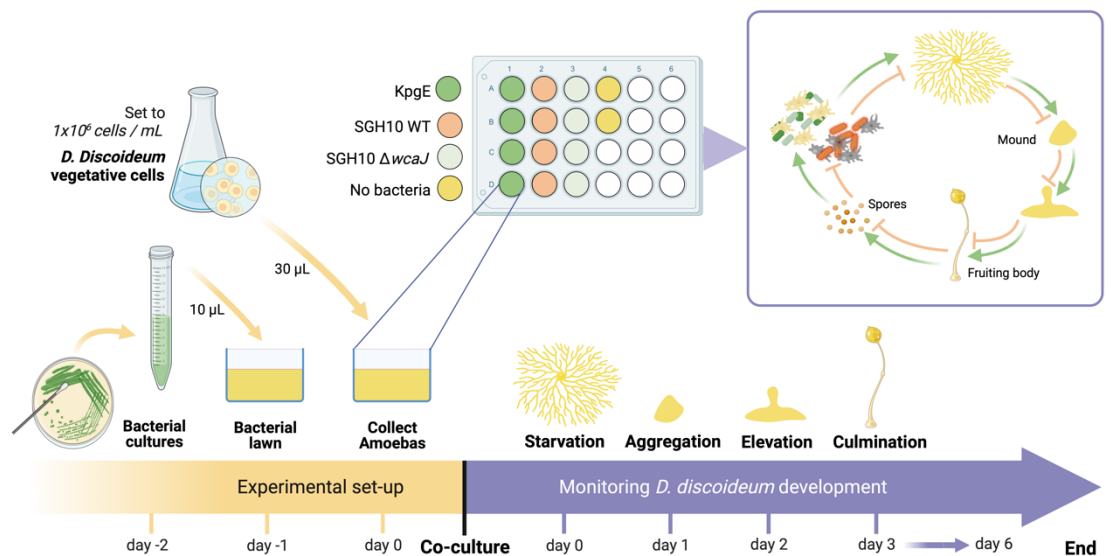 Set to
1x10⁶ cells / mL
D. Discoideum
vegetative cells
KpgE
SGH10 WT
SGH10 ΔwcaJ
No bacteria
1 2 3 4 5 6
A
B
C
D
Mound
Spores
Fruiting body
30 µL
10 µL
Bacterial
cultures
Bacterial
lawn
Collect
Amoebas
Starvation
Aggregation
Elevation
Culmination
Experimental set-up
Monitoring D. discoideum development
day -2
day -1
day 0
Co-culture
day 0
day 1
day 2
day 3
day 6
End